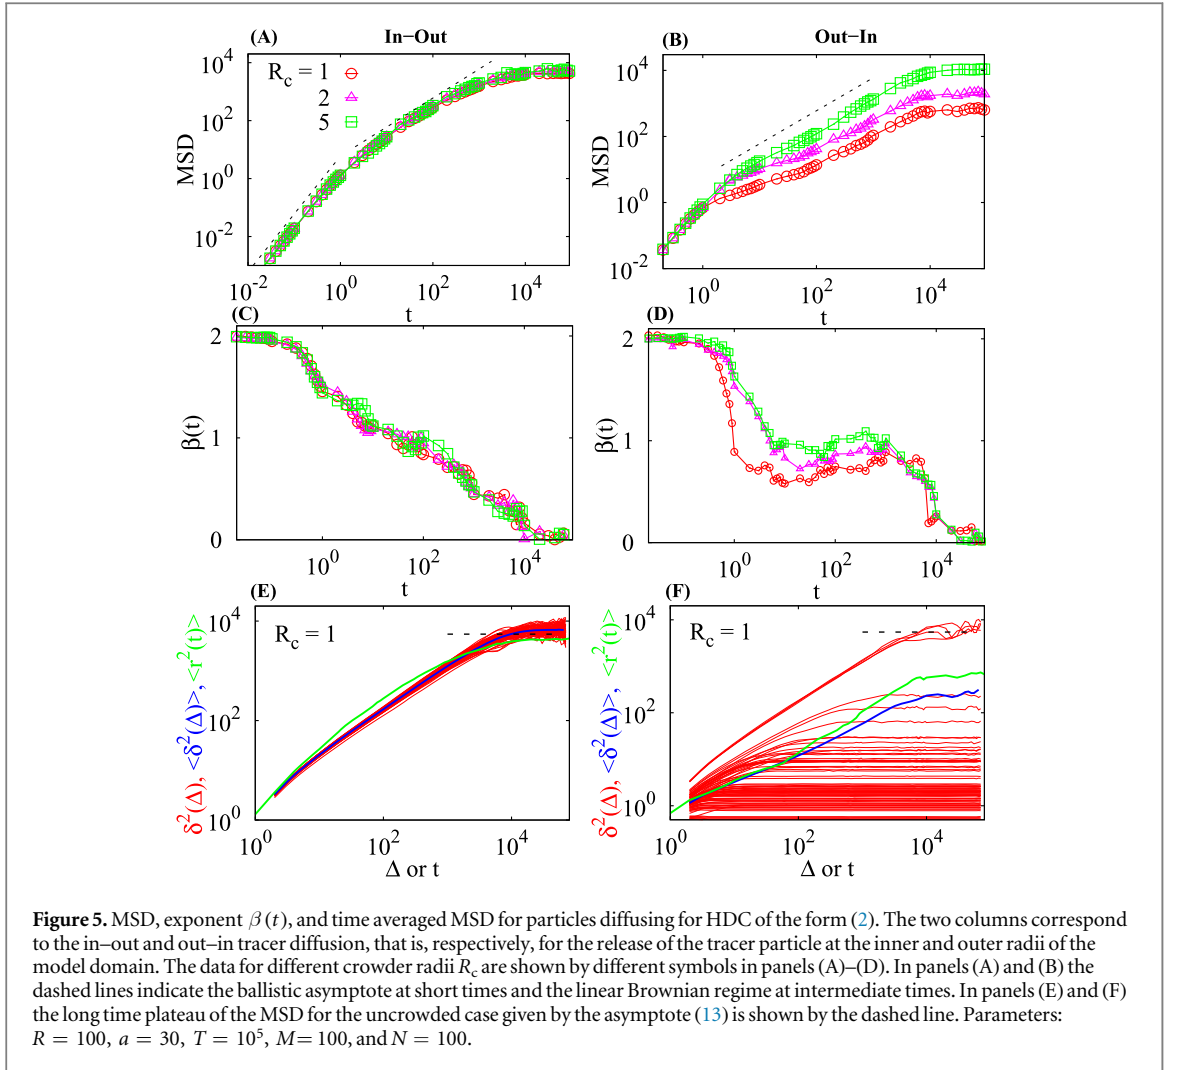 (A) In−Out
(B) Out−In
R_c = 1
2
5
MSD
10^4
10^2
10^0
10^-2
10^-2 10^0 10^2 10^4
t
MSD
10^4
10^2
10^0
10^-2
10^0 10^2 10^4
t
(C)
β(t)
2
1
0
10^0 10^2 10^4
t
(D)
β(t)
2
1
0
10^0 10^2 10^4
t
(E)
R_c = 1
δ^2(Δ), <δ^2(Δ)>, <r^2(t)>
10^4
10^2
10^0
10^0 10^2 10^4
Δ or t
(F)
R_c = 1
δ^2(Δ), <δ^2(Δ)>, <r^2(t)>
10^4
10^2
10^0
10^0 10^2 10^4
Δ or t
Figure 5. MSD, exponent β(t), and time averaged MSD for particles diffusing for HDC of the form (2). The two columns correspond
to the in–out and out–in tracer diffusion, that is, respectively, for the release of the tracer particle at the inner and outer radii of the
model domain. The data for different crowder radii R_c are shown by different symbols in panels (A)–(D). In panels (A) and (B) the
dashed lines indicate the ballistic asymptote at short times and the linear Brownian regime at intermediate times. In panels (E) and (F)
the long time plateau of the MSD for the uncrowded case given by the asymptote (13) is shown by the dashed line. Parameters:
R = 100, a = 30, T = 10^5, M= 100, and N = 100.